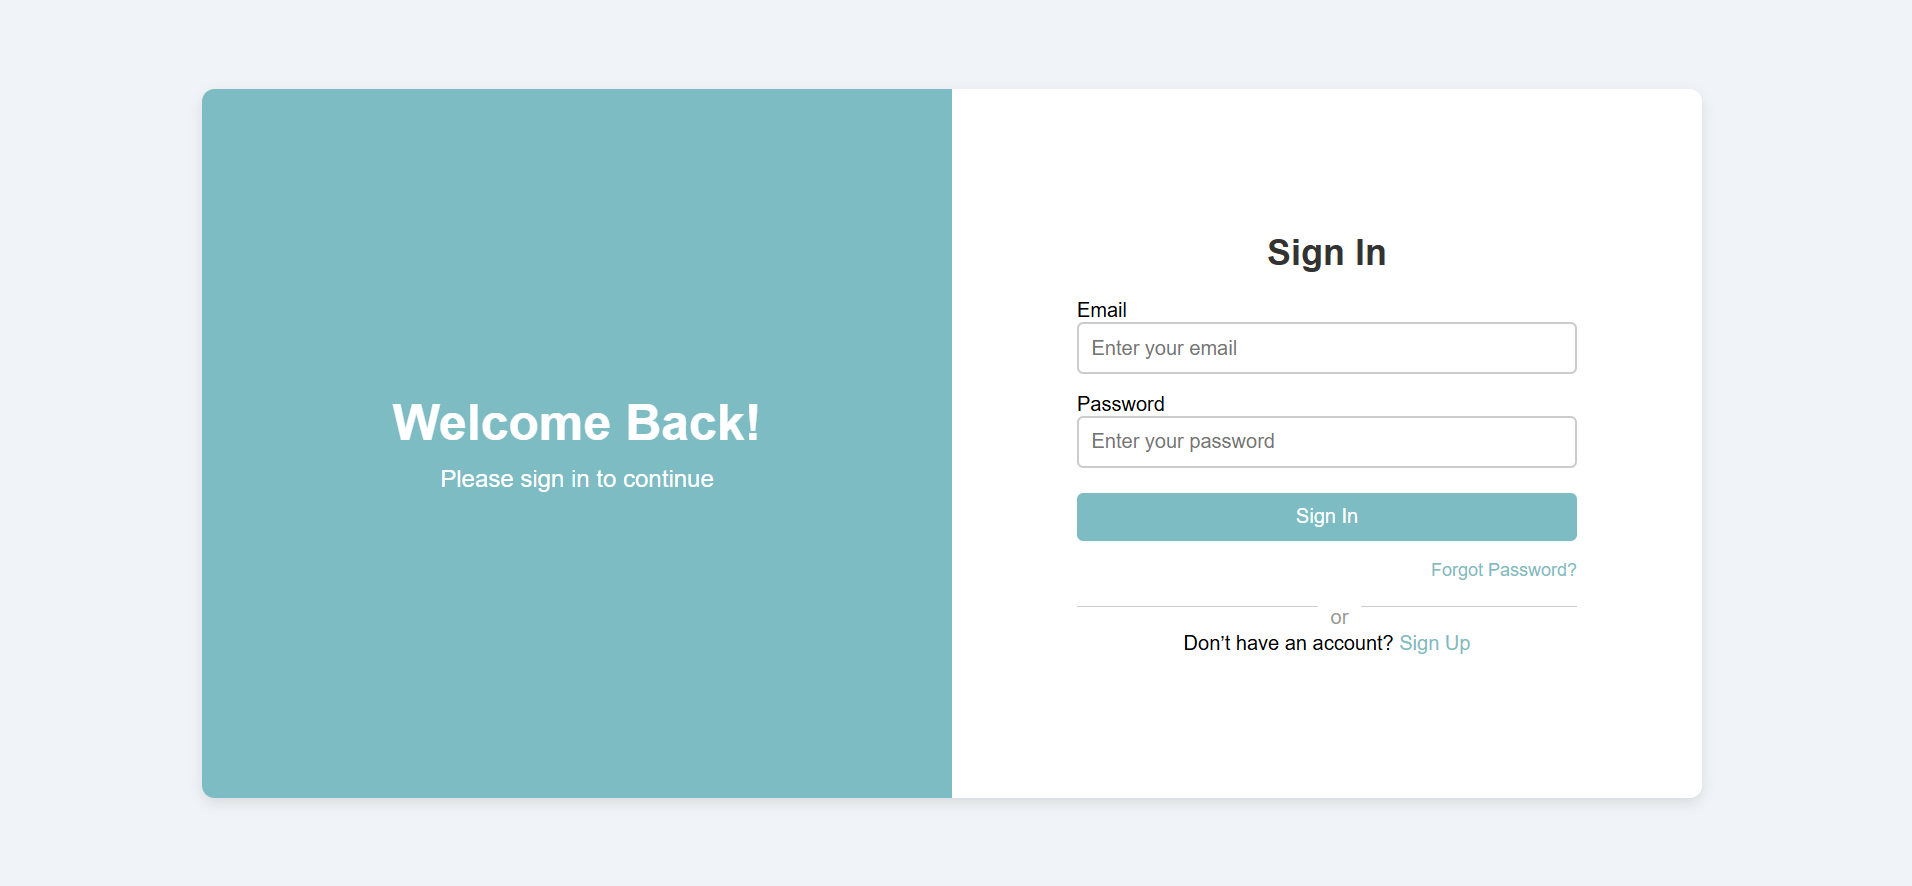 Welcome Back!
Please sign in to continue
Sign In
Email
Enter your email
Password
Enter your password
Sign In
Forgot Password?
or
Don’t have an account? Sign Up